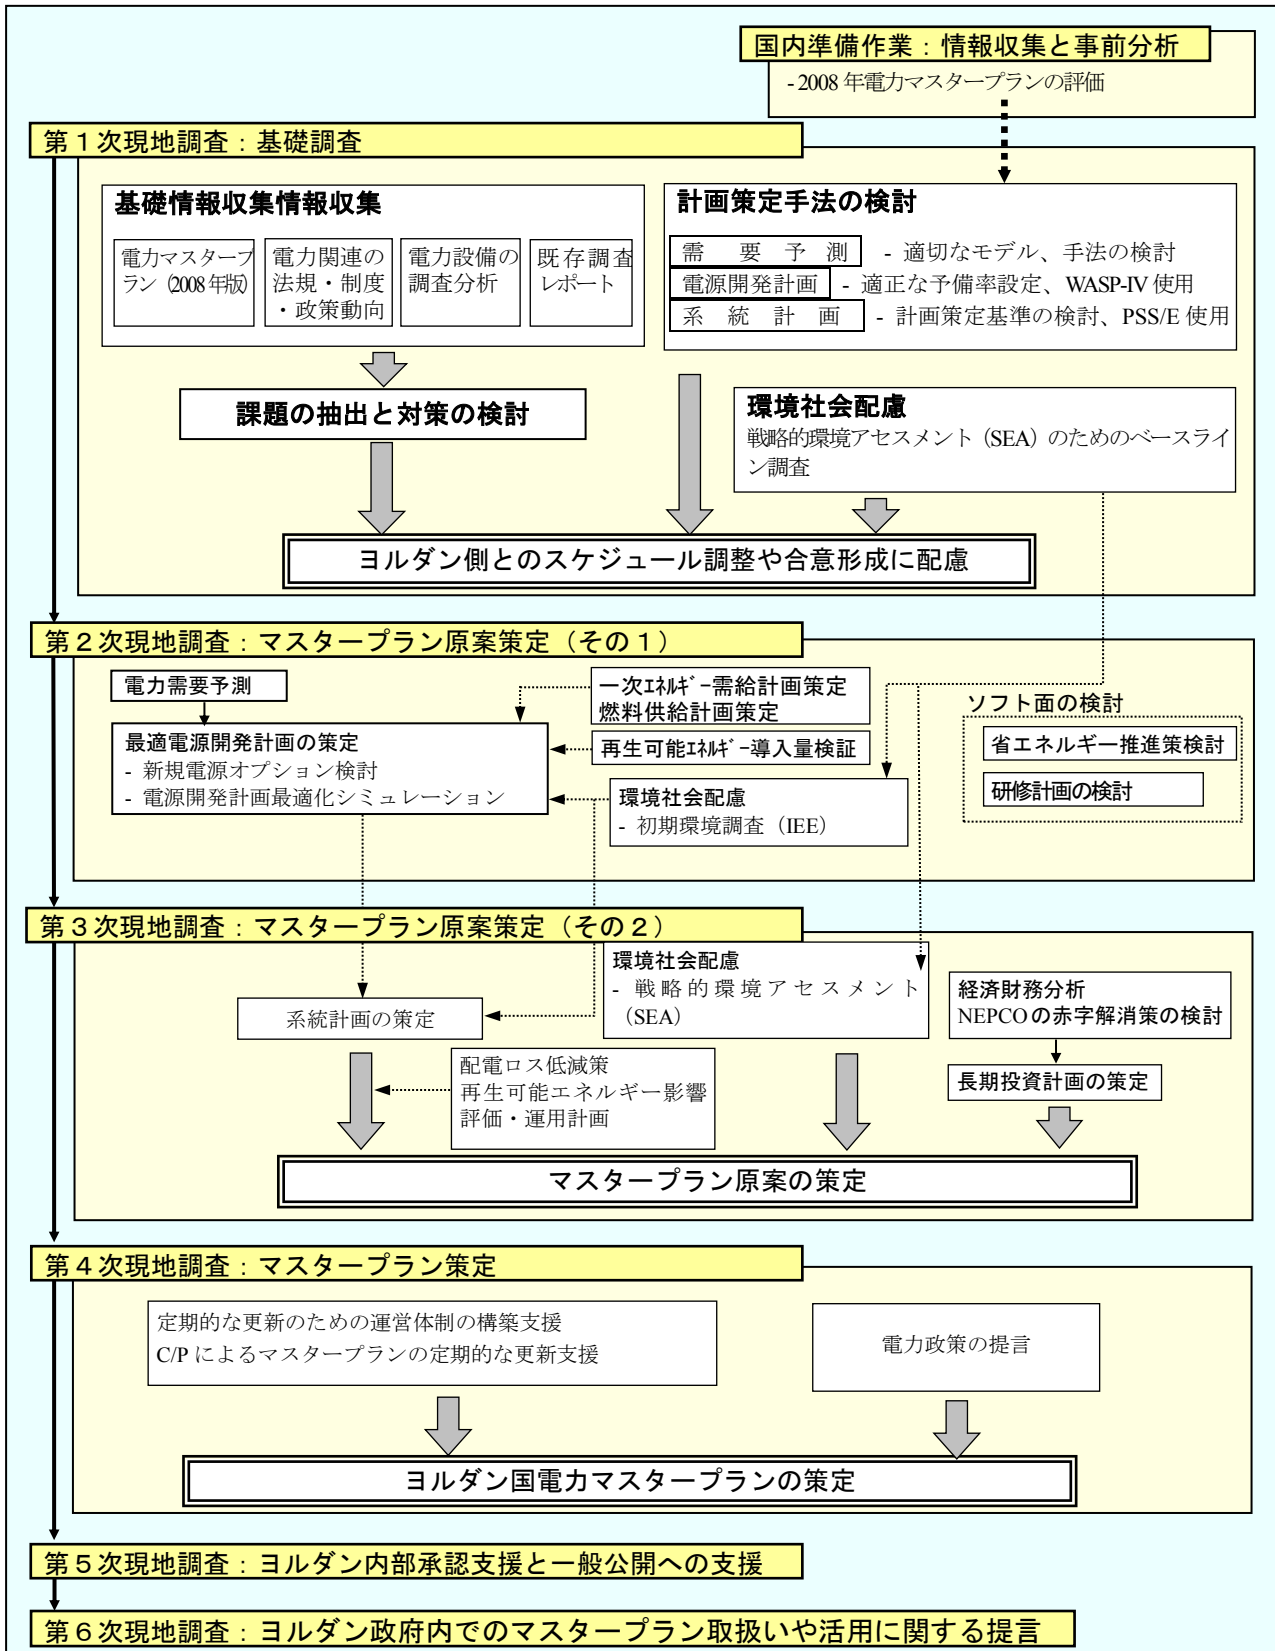 国内準備作業：情報収集と事前分析
- 2008 年電力マスタープランの評価
第１次現地調査：基礎調査
基礎情報収集情報収集
電力マスタープ
ラン（2008 年版）
電力関連の
法規・制度
・政策動向
電力設備の
調査分析
既存調査
レポート
計画策定手法の検討
需要予測 - 適切なモデル、手法の検討
電源開発計画 - 適正な予備率設定、WASP-IV 使用
系統計画 - 計画策定基準の検討、PSS/E 使用
課題の抽出と対策の検討
環境社会配慮
戦略的環境アセスメント（SEA）のためのベースライ
ン調査
ヨルダン側とのスケジュール調整や合意形成に配慮
第２次現地調査：マスタープラン原案策定（その１）
電力需要予測
一次ｴﾈﾙｷﾞｰ需給計画策定
燃料供給計画策定
最適電源開発計画の策定
- 新規電源オプション検討
- 電源開発計画最適化シミュレーション
再生可能ｴﾈﾙｷﾞｰ導入量検証
環境社会配慮
- 初期環境調査（IEE）
ソフト面の検討
省エネルギー推進策検討
研修計画の検討
第３次現地調査：マスタープラン原案策定（その２）
系統計画の策定
環境社会配慮
- 戦略的環境アセスメント
（SEA）
経済財務分析
NEPCOの赤字解消策の検討
配電ロス低減策
再生可能エネルギー影響
評価・運用計画
長期投資計画の策定
マスタープラン原案の策定
第４次現地調査：マスタープラン策定
定期的な更新のための運営体制の構築支援
C/P によるマスタープランの定期的な更新支援
電力政策の提言
ヨルダン国電力マスタープランの策定
第５次現地調査：ヨルダン内部承認支援と一般公開への支援
第６次現地調査：ヨルダン政府内でのマスタープラン取扱いや活用に関する提言